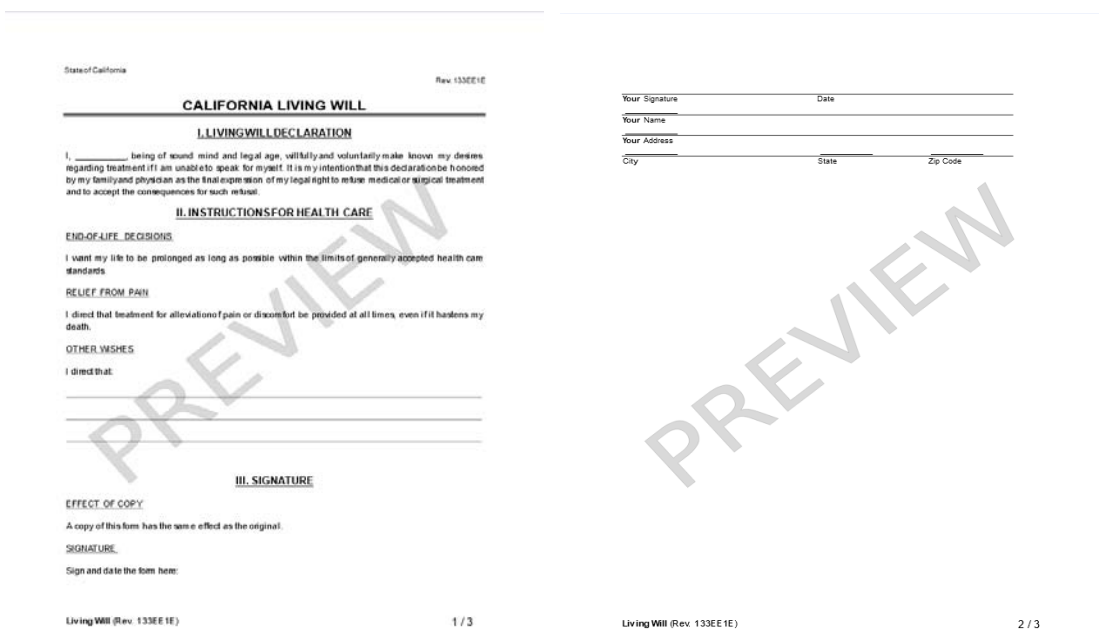 State of California
Rev. 133EE1E
CALIFORNIA LIVING WILL
I. LIVING WILL DECLARATION
I, __________, being of sound mind and legal age, willfully and voluntarily make known my desires
regarding treatment if I am unable to speak for myself. It is my intention that this declaration be honored
by my family and physician as the final expression of my legal right to refuse medical or surgical treatment
and to accept the consequences for such refusal.
II. INSTRUCTIONS FOR HEALTH CARE
END-OF-LIFE DECISIONS
I want my life to be prolonged as long as possible within the limits of generally accepted health care
standards.
RELIEF FROM PAIN
I direct that treatment for alleviation of pain or discomfort be provided at all times, even if it hastens my
death.
OTHER WISHES
I direct that:
III. SIGNATURE
EFFECT OF COPY
A copy of this form has the same effect as the original.
SIGNATURE
Sign and date the form here:
Living Will (Rev. 133EE1E)
1 / 3
PREVIEW
Your Signature Date
Your Name
Your Address
City State Zip Code
PREVIEW
Living Will (Rev. 133EE1E)
2 / 3